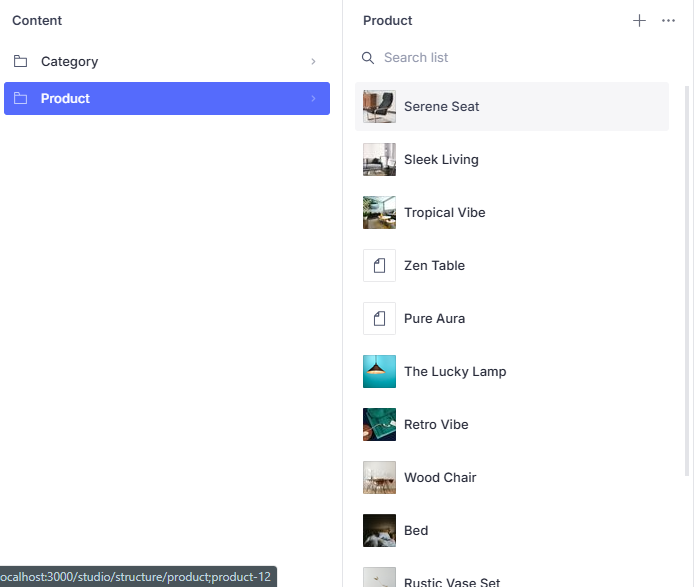 Content
Category
Product
Product
Search list
Serene Seat
Sleek Living
Tropical Vibe
Zen Table
Pure Aura
The Lucky Lamp
Retro Vibe
Wood Chair
Bed
Rustic Vase Set
ocalhost:3000/studio/structure/product;product-12